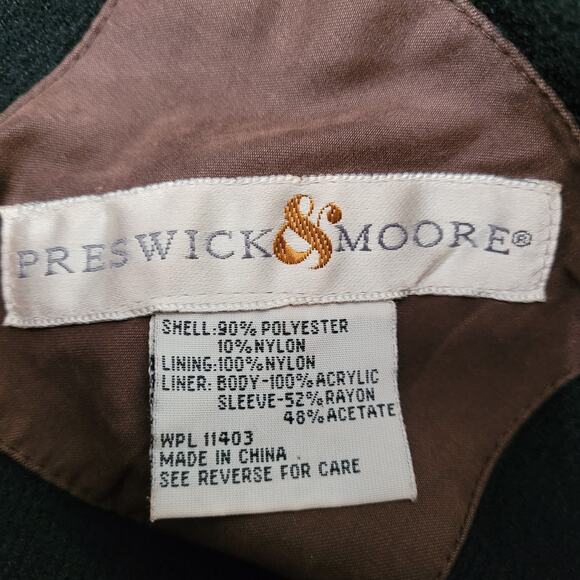 PRESWICK & MOORE®
SHELL:90% POLYESTER
10% NYLON
LINING:100% NYLON
LINER: BODY-100% ACRYLIC
SLEEVE-52% RAYON
48% ACETATE
WPL 11403
MADE IN CHINA
SEE REVERSE FOR CARE